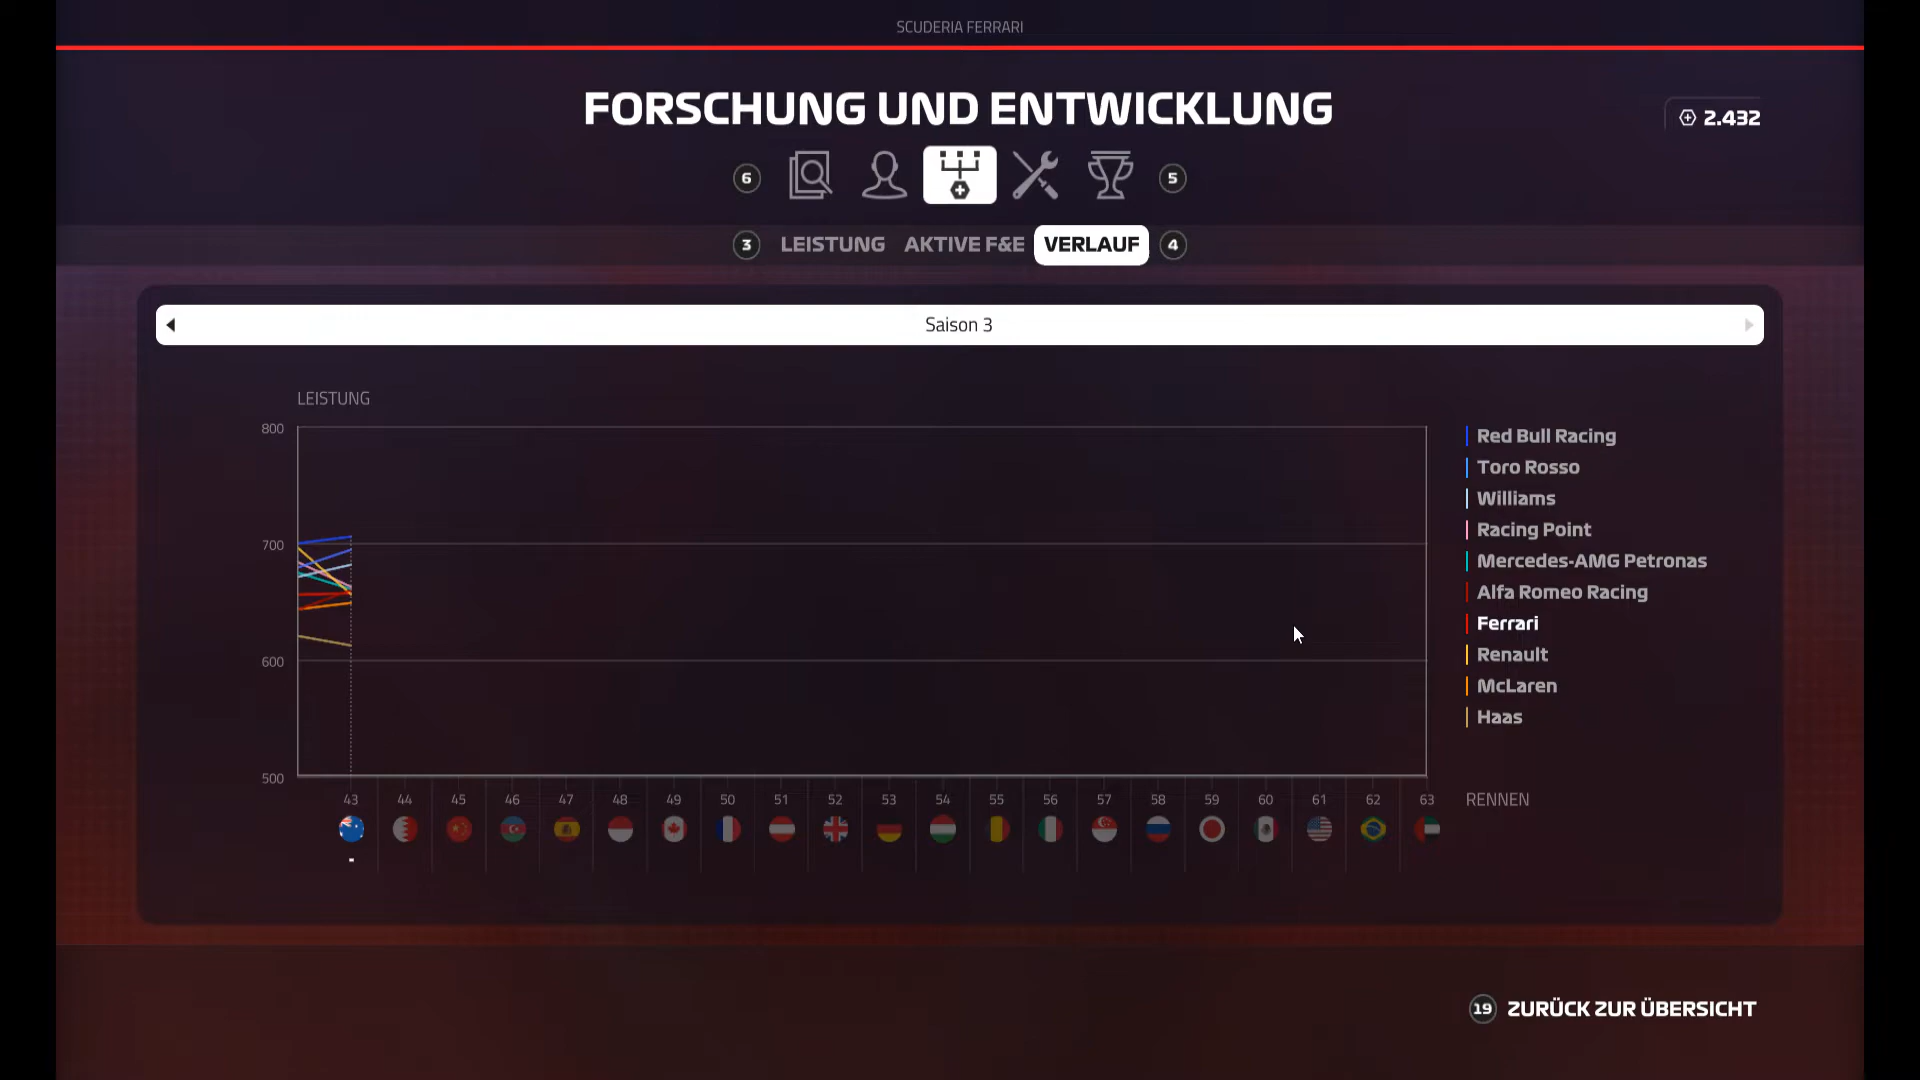 SCUDERIA FERRARI
FORSCHUNG UND ENTWICKLUNG
2.432
6 5
3 LEISTUNG AKTIVE F&E VERLAUF 4
Saison 3
LEISTUNG
800
700
600
500
Red Bull Racing
Toro Rosso
Williams
Racing Point
Mercedes-AMG Petronas
Alfa Romeo Racing
Ferrari
Renault
McLaren
Haas
43 44 45 46 47 48 49 50 51 52 53 54 55 56 57 58 59 60 61 62 63 RENNEN
-
19 ZURÜCK ZUR ÜBERSICHT